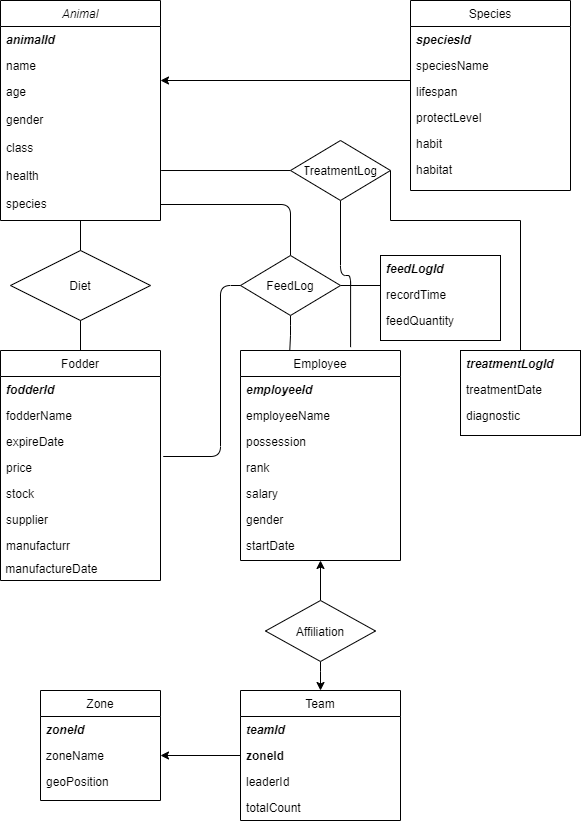 Animal
animalId
name
age
gender
class
health
species
Species
speciesId
speciesName
lifespan
protectLevel
habit
habitat
TreatmentLog
Diet
FeedLog
feedLogId
recordTime
feedQuantity
treatmentLogId
treatmentDate
diagnostic
Fodder
fodderId
fodderName
expireDate
price
stock
supplier
manufacturr
manufactureDate
Employee
employeeId
employeeName
possession
rank
salary
gender
startDate
Affiliation
Zone
zoneId
zoneName
geoPosition
Team
teamId
zoneId
leaderId
totalCount